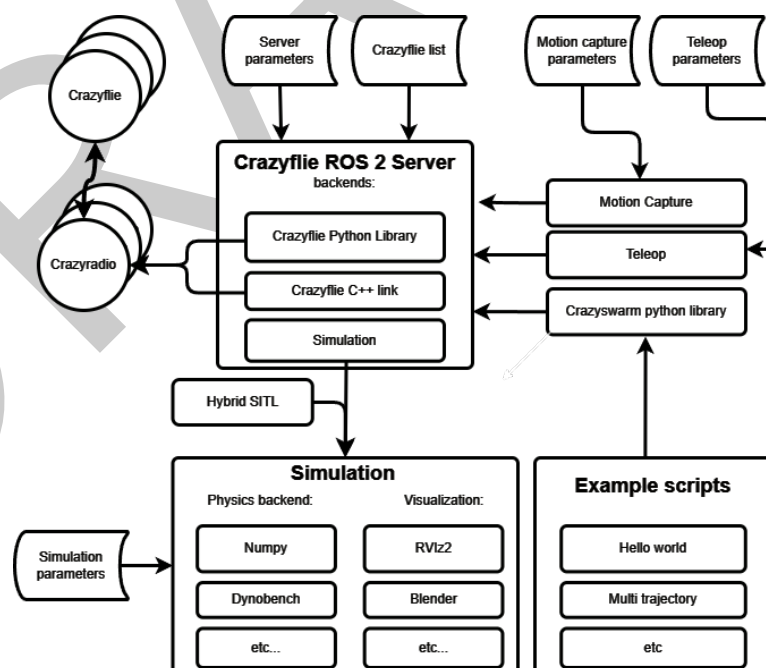 Crazyflie
Server
parameters
Crazyflie list
Motion capture
parameters
Teleop
parameters
Crazyflie ROS 2 Server
backends:
Crazyflie Python Library
Crazyflie C++ link
Simulation
Crazyradio
Motion Capture
Teleop
Crazyswarm python library
Hybrid SITL
Simulation
Physics backend:
Visualization:
Numpy
RVIz2
Dynobench
Blender
etc...
etc...
Simulation
parameters
Example scripts
Hello world
Multi trajectory
etc